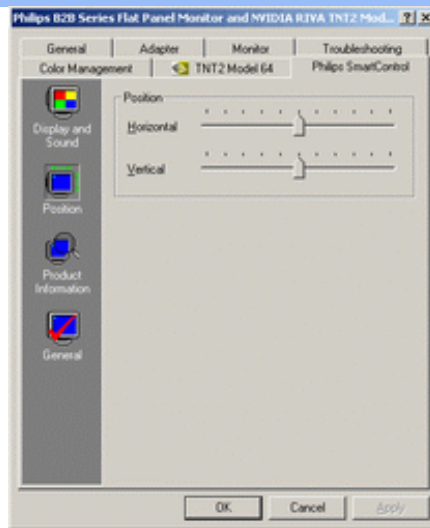 Philips B2B Series Flat Panel Monitor and NVIDIA RIVA TNT2 Mod...
General Adapter Monitor Troubleshooting
Color Management TNT2 Model 64 Philips SmartControl
Display and
Sound
Position
Product
Information
General
Position
Horizontal
Vertical
OK Cancel Apply